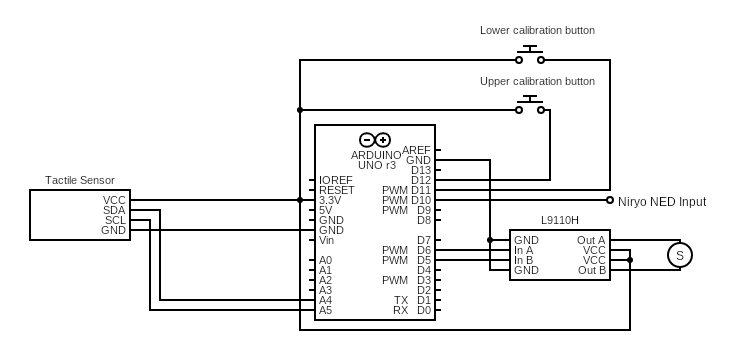 Lower calibration button
Upper calibration button
ARDUINO
UNO r3
AREF
GND
D13
D12
PWM D11
PWM D10
PWM D9
D8
D7
PWM D6
PWM D5
D4
PWM D3
D2
TX D1
RX D0
IOREF
RESET
3.3V
5V
GND
GND
Vin
A0
A1
A2
A3
A4
A5
Tactile Sensor
VCC
SDA
SCL
GND
Niryo NED Input
L9110H
GND
In A
In B
GND
Out A
VCC
VCC
Out B
S